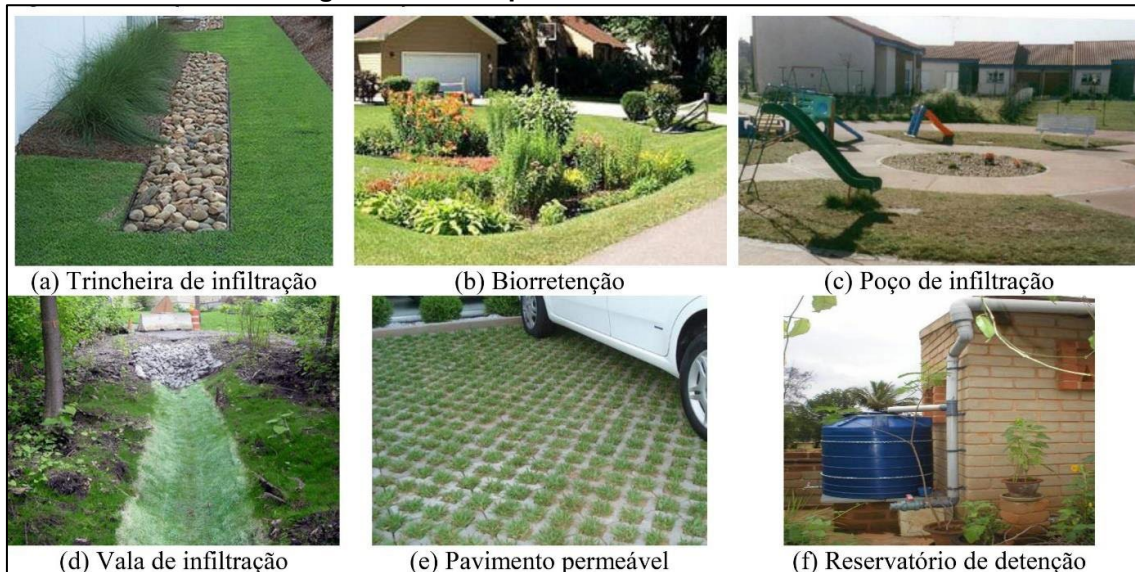 (a) Trincheira de infiltração
(b) Biorretenção
(c) Poço de infiltração
(d) Vala de infiltração
(e) Pavimento permeável
(f) Reservatório de detenção